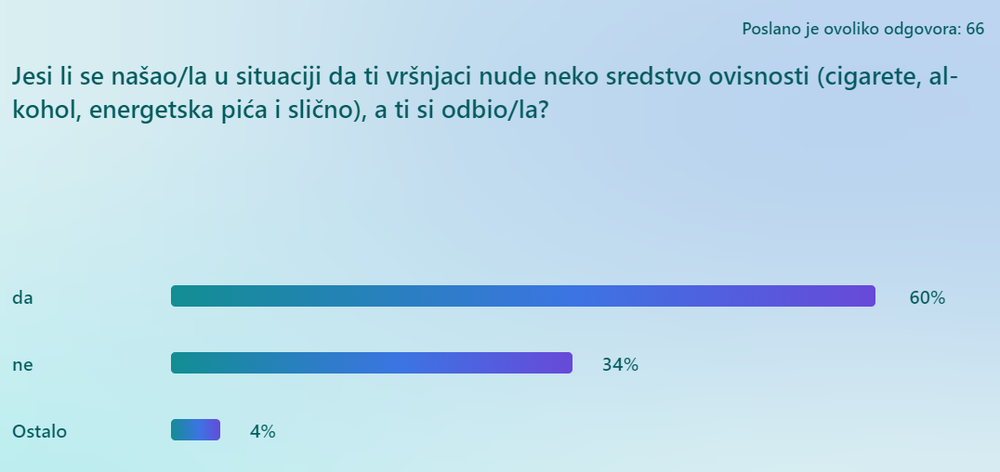 Poslano je ovoliko odgovora: 66
Jesi li se našao/la u situaciji da ti vršnjaci nude neko sredstvo ovisnosti (cigarete, al-
kohol, energetska pića i slično), a ti si odbio/la?
da 60%
ne 34%
Ostalo 4%